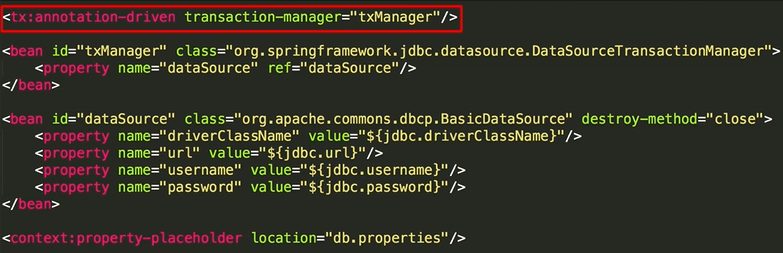 <tx:annotation-driven transaction-manager="txManager"/>
<bean id="txManager" class="org.springframework.jdbc.datasource.DataSourceTransactionManager">
<property name="dataSource" ref="dataSource"/>
</bean>
<bean id="dataSource" class="org.apache.commons.dbcp.BasicDataSource" destroy-method="close">
<property name="driverClassName" value="${jdbc.driverClassName}"/>
<property name="url" value="${jdbc.url}"/>
<property name="username" value="${jdbc.username}"/>
<property name="password" value="${jdbc.password}"/>
</bean>
<context:property-placeholder location="db.properties"/>